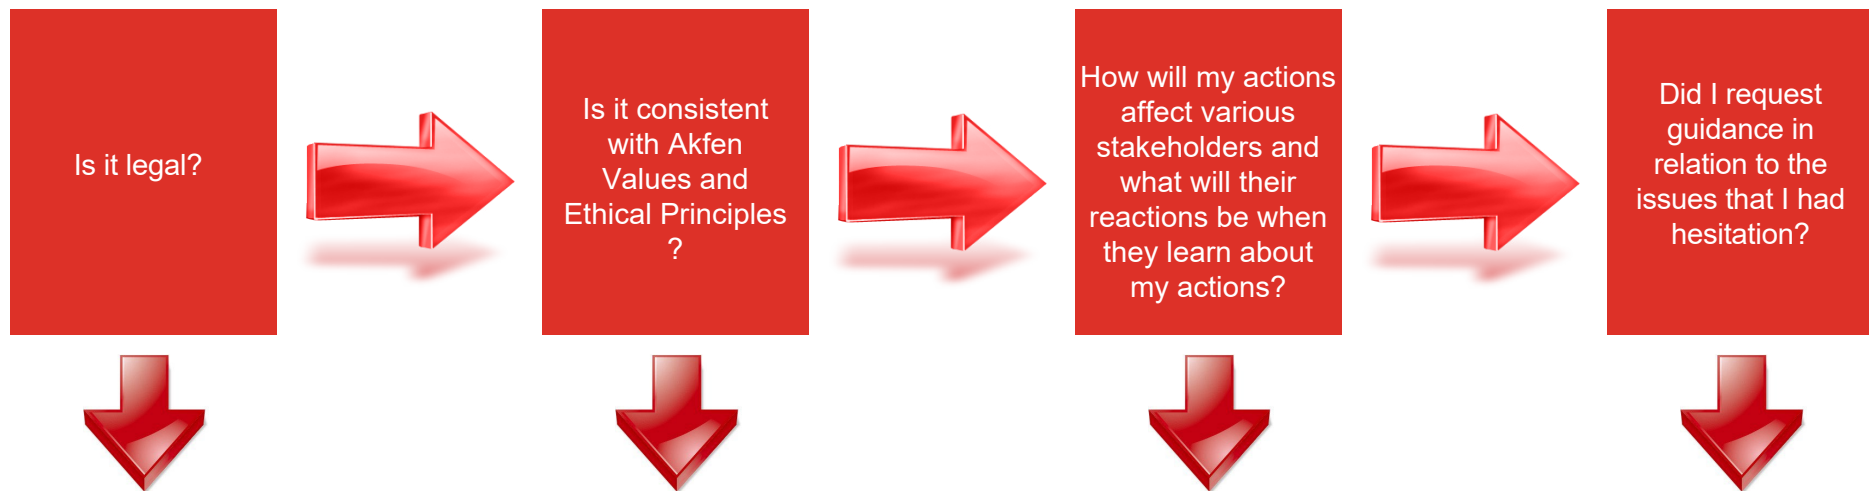 Is it legal?
Is it consistent
with Akfen
Values and
Ethical Principles
?
How will my actions
affect various
stakeholders and
what will their
reactions be when
they learn about
my actions?
Did I request
guidance in
relation to the
issues that I had
hesitation?